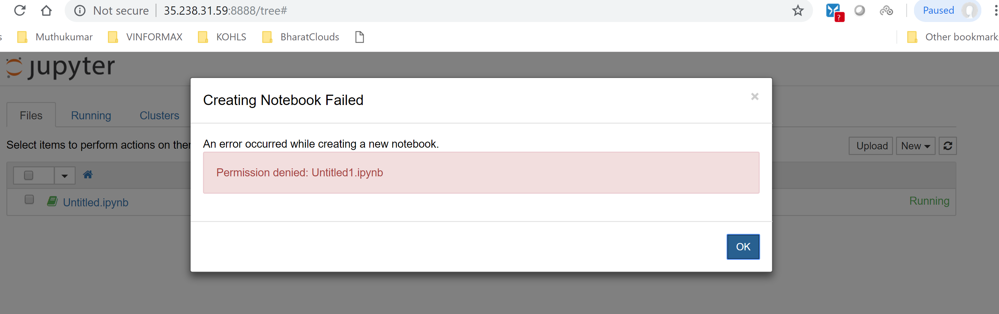 Not secure 35.238.31.59:8888/tree# ? Paused
s Muthukumar VINFORMAX KOHLS BharatClouds Other bookmark
jupyter
Creating Notebook Failed ×
Files Running Clusters
An error occurred while creating a new notebook.
Select items to perform actions on ther Upload New
Permission denied: Untitled1.ipynb
Untitled.ipynb Running
OK